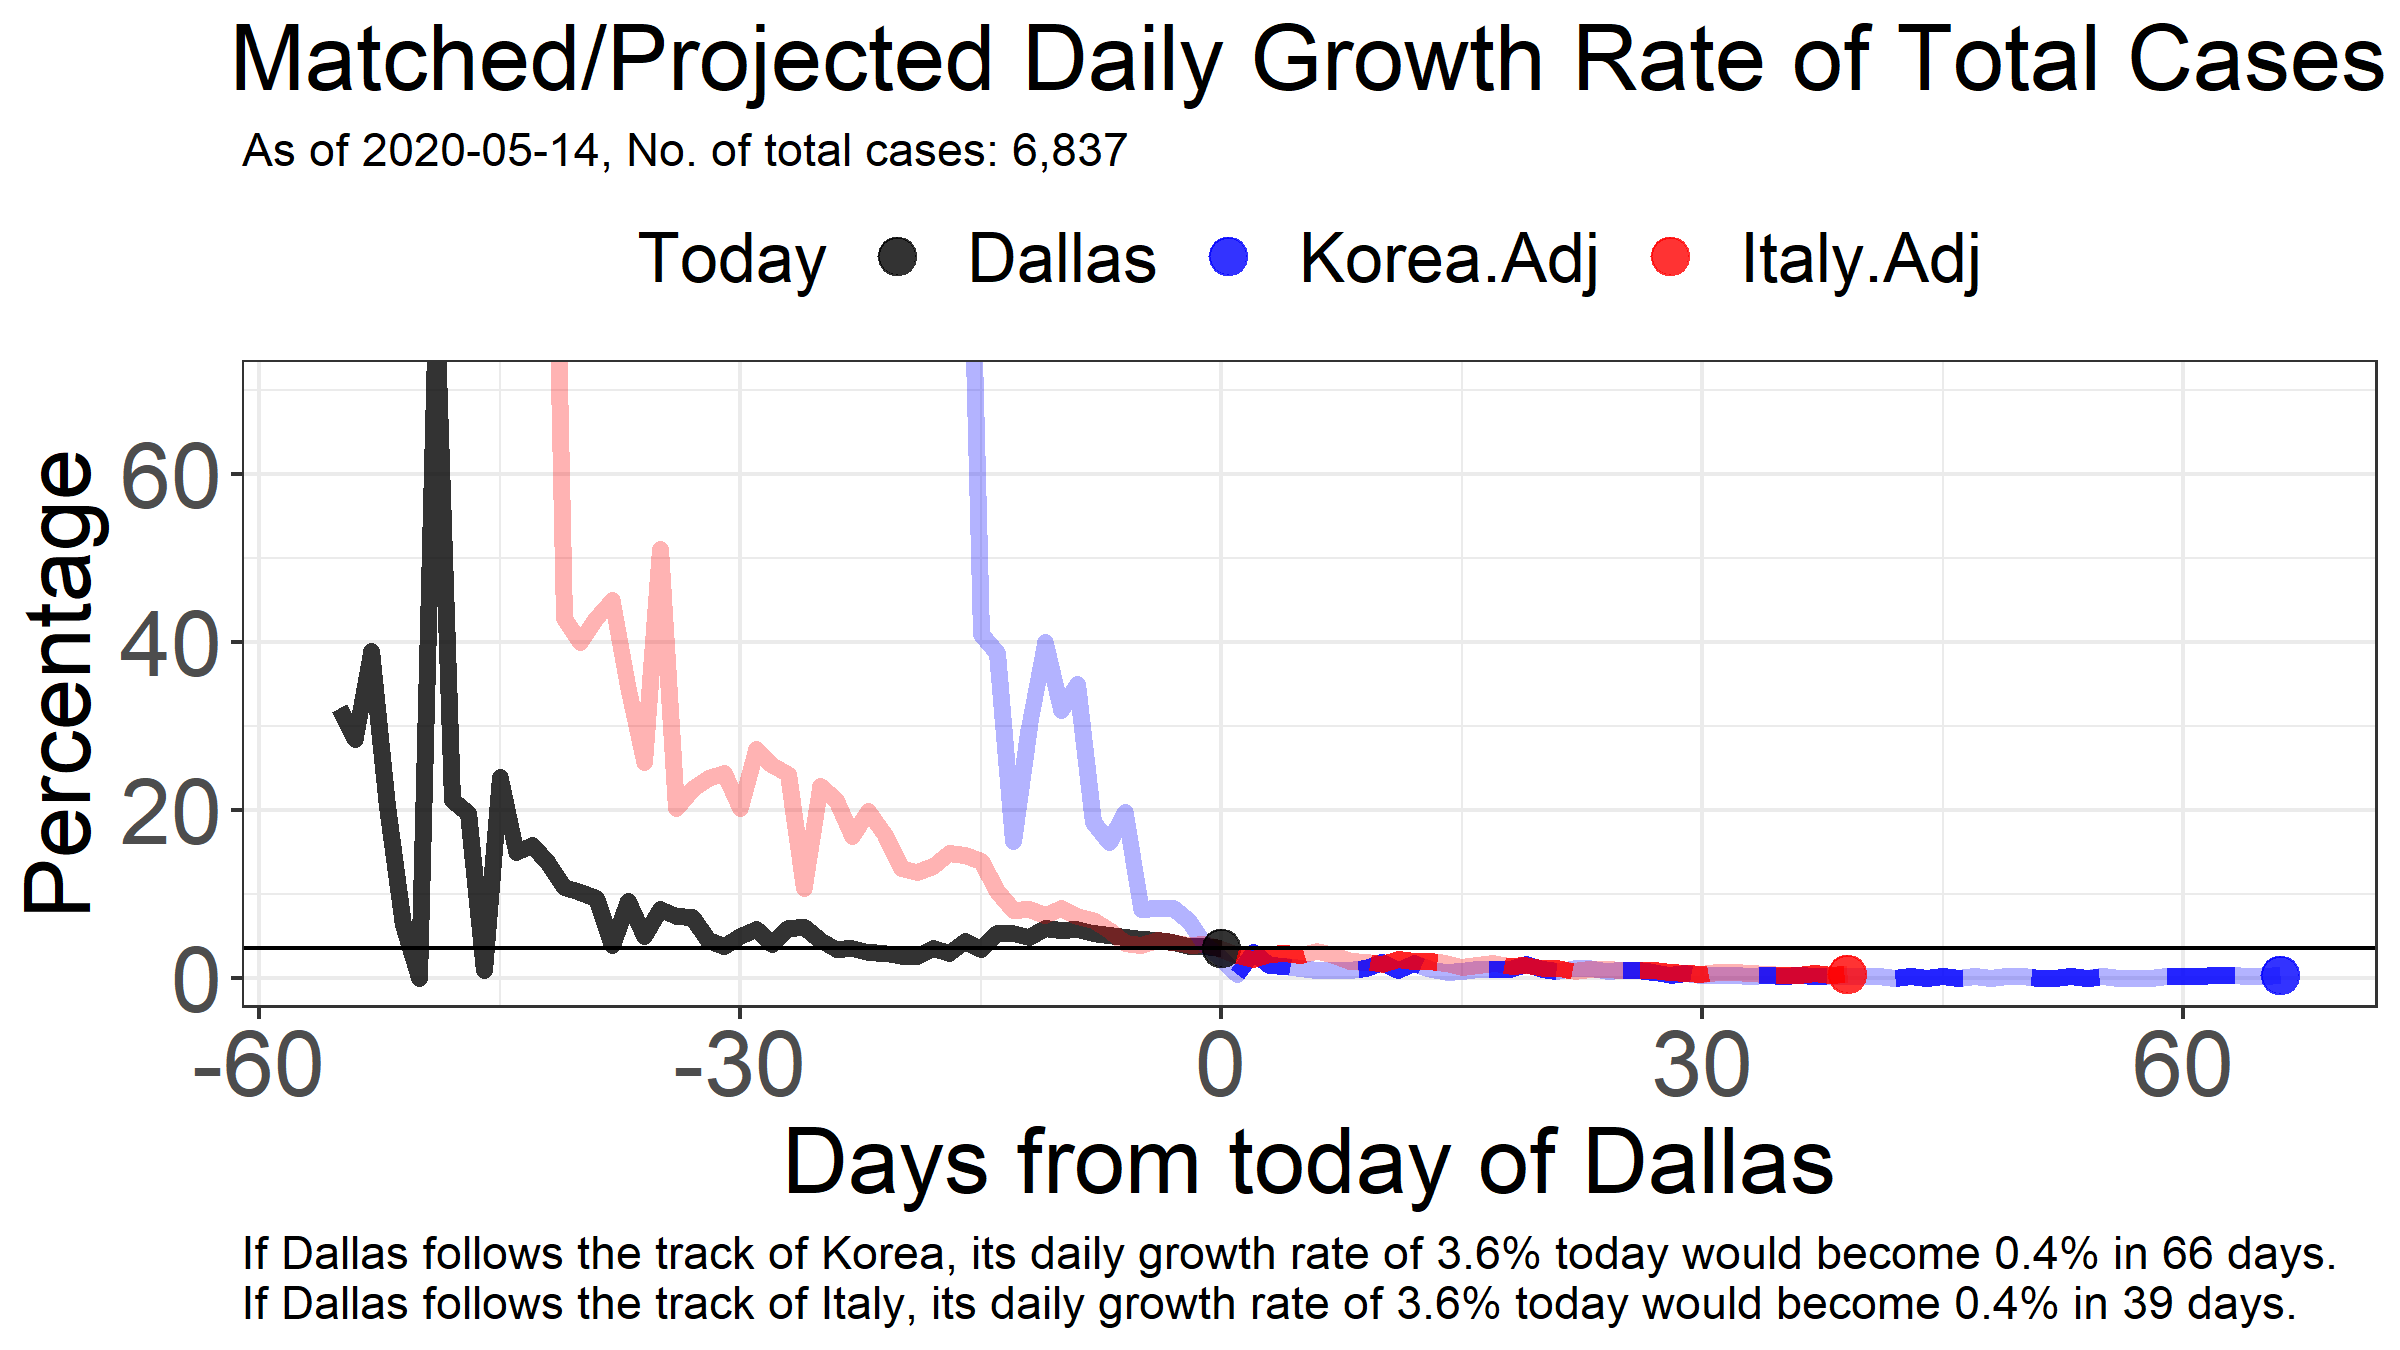 Matched/Projected Daily Growth Rate of Total Cases
As of 2020-05-14, No. of total cases: 6,837
Today Dallas Korea.Adj Italy.Adj
Percentage
60
40
20
0
-60 -30 0 30 60
Days from today of Dallas
If Dallas follows the track of Korea, its daily growth rate of 3.6% today would become 0.4% in 66 days.
If Dallas follows the track of Italy, its daily growth rate of 3.6% today would become 0.4% in 39 days.